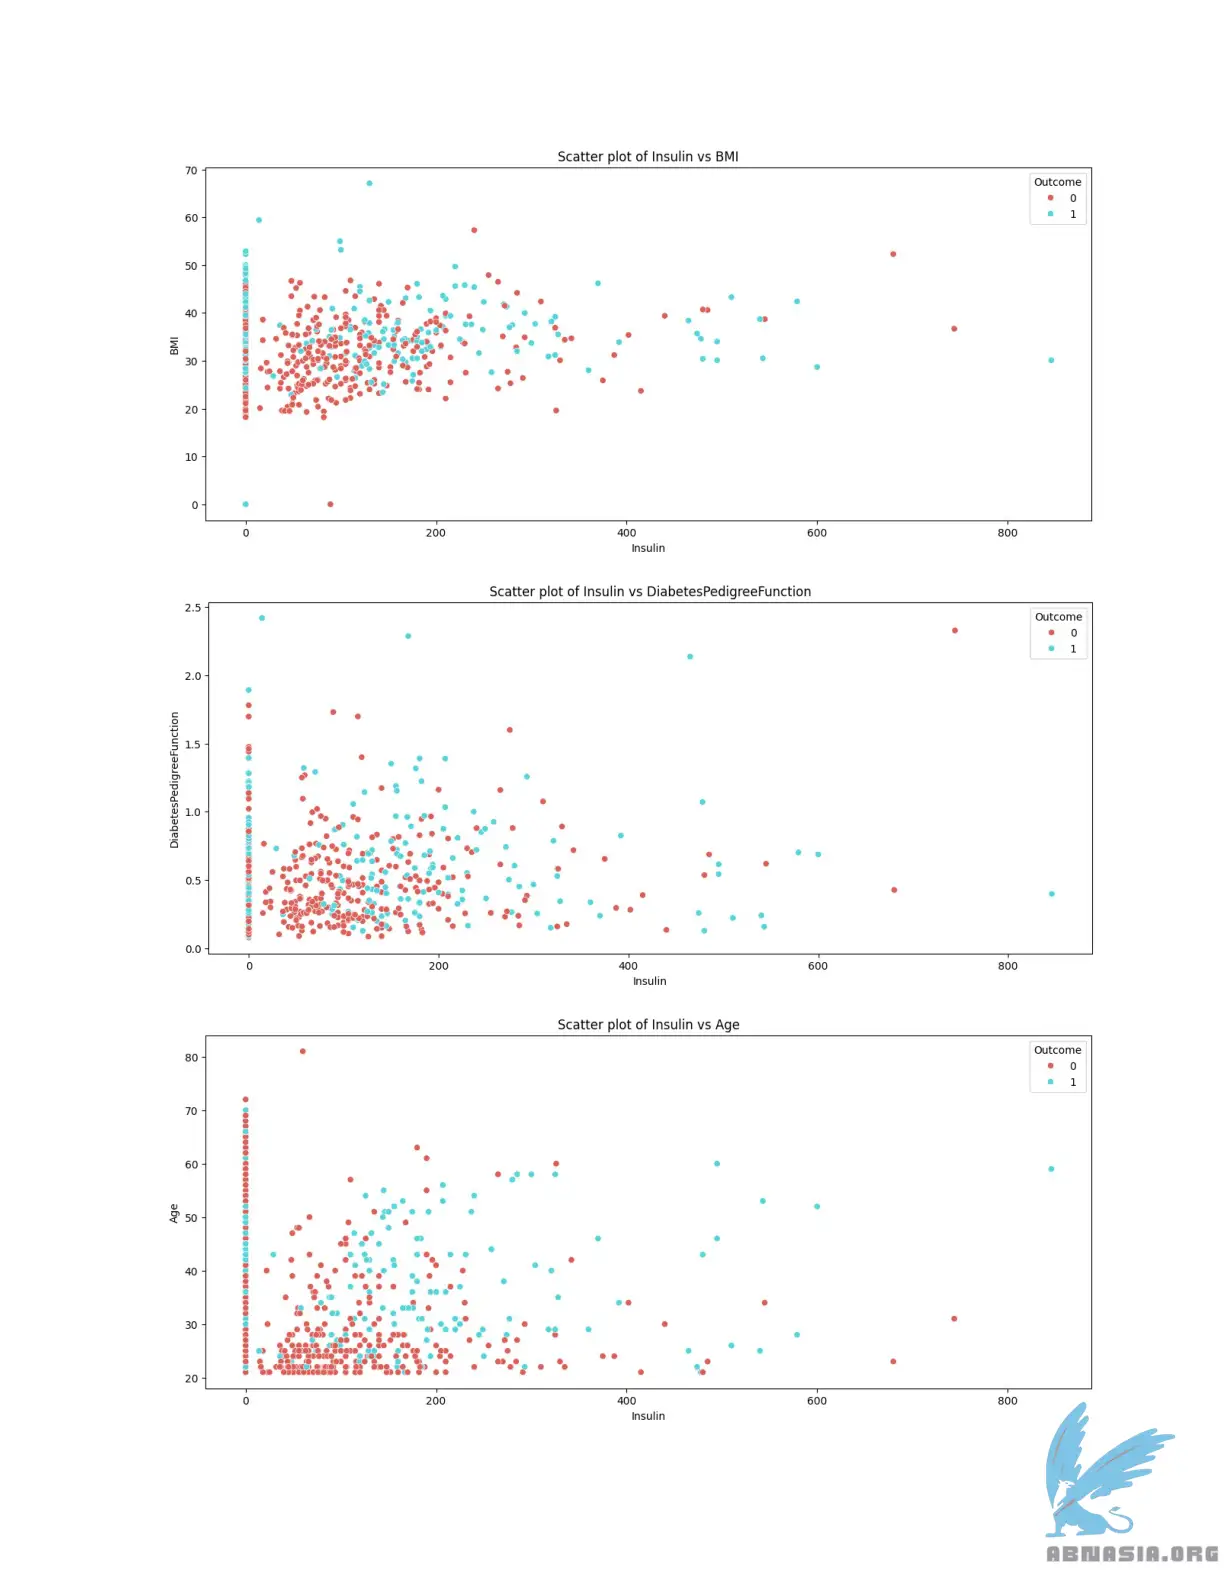 Scatter plot of Insulin vs BMI
70
60
50
40
30
20
10
0
BMI
Outcome
0
1
0 200 400 600 800
Insulin
Scatter plot of Insulin vs DiabetesPedigreeFunction
2.5
2.0
1.5
1.0
0.5
0.0
DiabetesPedigreeFunction
Outcome
0
1
0 200 400 600 800
Insulin
Scatter plot of Insulin vs Age
80
70
60
50
40
30
20
Age
Outcome
0
1
0 200 400 600 800
Insulin
ABNASIA.ORG